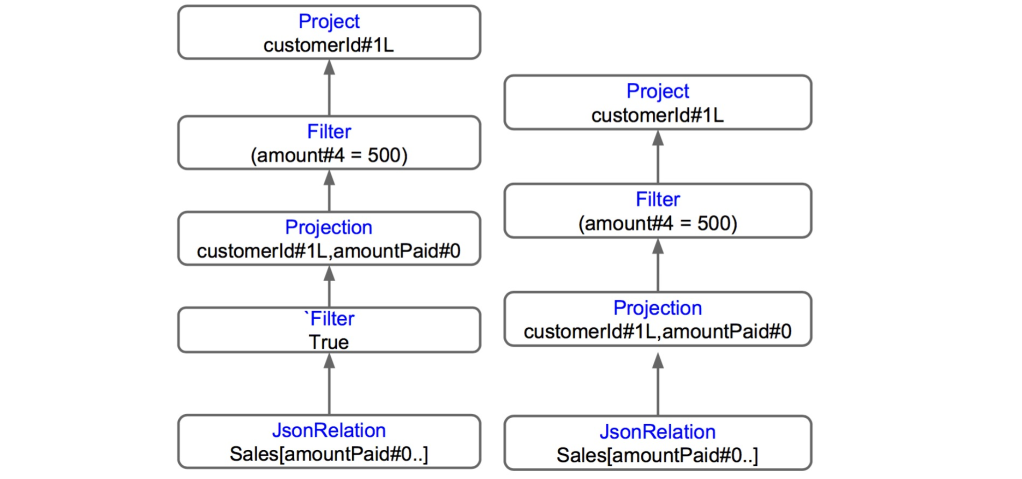 Project
customerId#1L
Filter
(amount#4 = 500)
Projection
customerId#1L,amountPaid#0
`Filter
True
JsonRelation
Sales[amountPaid#0..]
Project
customerId#1L
Filter
(amount#4 = 500)
Projection
customerId#1L,amountPaid#0
JsonRelation
Sales[amountPaid#0..]